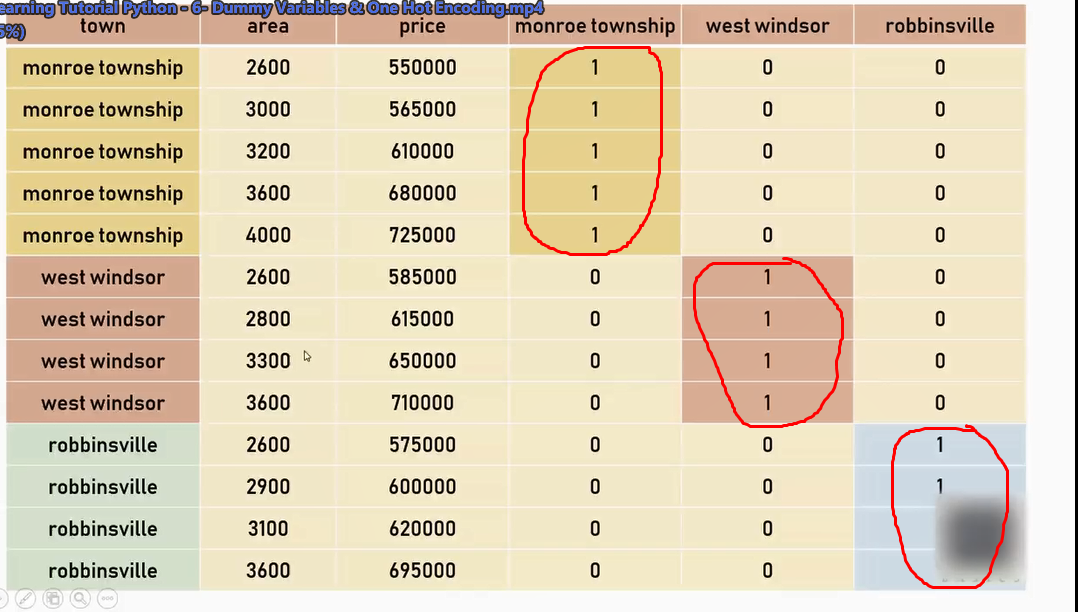 earning Tutorial Python - 6- Dummy Variables & One Hot Encoding.mp4
5%)
town area price monroe township west windsor robbinsville
monroe township 2600 550000 1 0 0
monroe township 3000 565000 1 0 0
monroe township 3200 610000 1 0 0
monroe township 3600 680000 1 0 0
monroe township 4000 725000 1 0 0
west windsor 2600 585000 0 1 0
west windsor 2800 615000 0 1 0
west windsor 3300 650000 0 1 0
west windsor 3600 710000 0 1 0
robbinsville 2600 575000 0 0 1
robbinsville 2900 600000 0 0 1
robbinsville 3100 620000 0 0
robbinsville 3600 695000 0 0